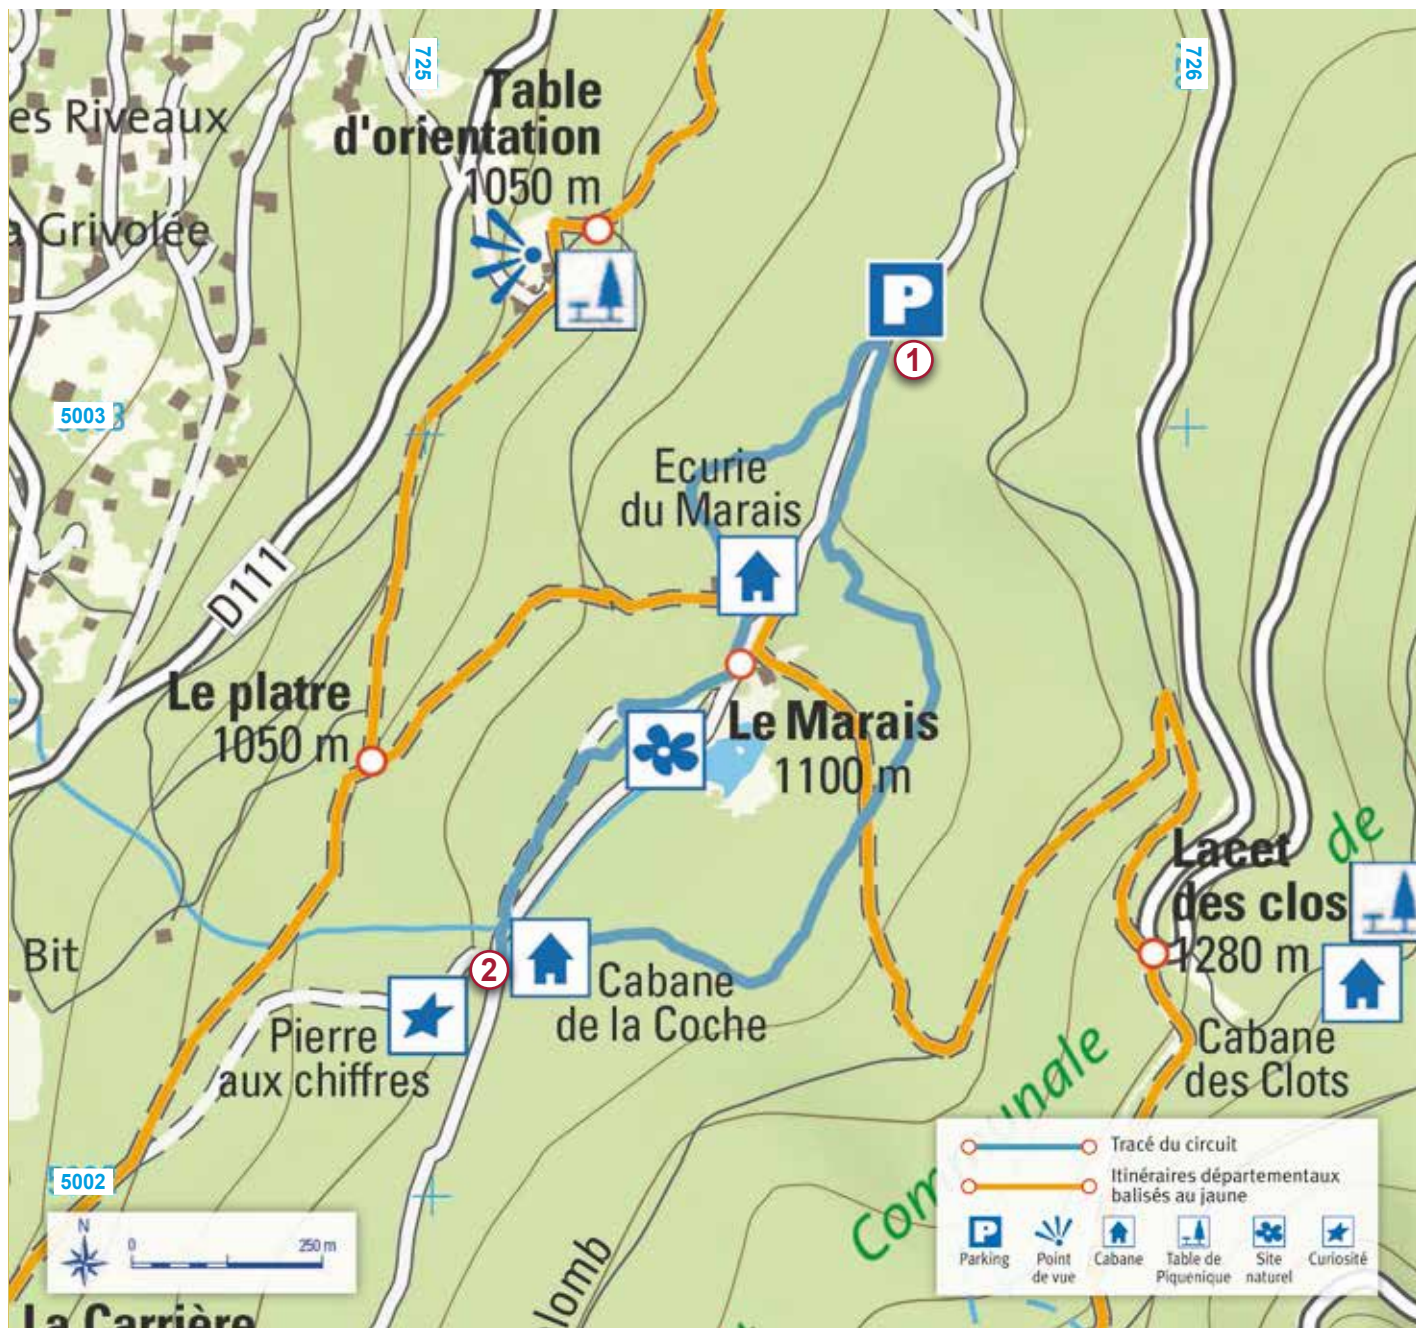 725
726
Table
d'orientation
1050 m
es Riveaux
a Grivolée
P
1
5003
Ecurie
du Marais
D111
Le platre
1050 m
Le Marais
1100 m
Lacet
des clos
1280 m
de
Bit
2
Cabane
de la Coche
Pierre
aux chiffres
Cabane
des Clots
5002
N
0 250 m
lomb
La Carrière
Tracé du circuit
Itinéraires départementaux
balisés au jaune
P
Parking
Point
de vue
Cabane
Table de
Piquenique
Site
naturel
Curiosité